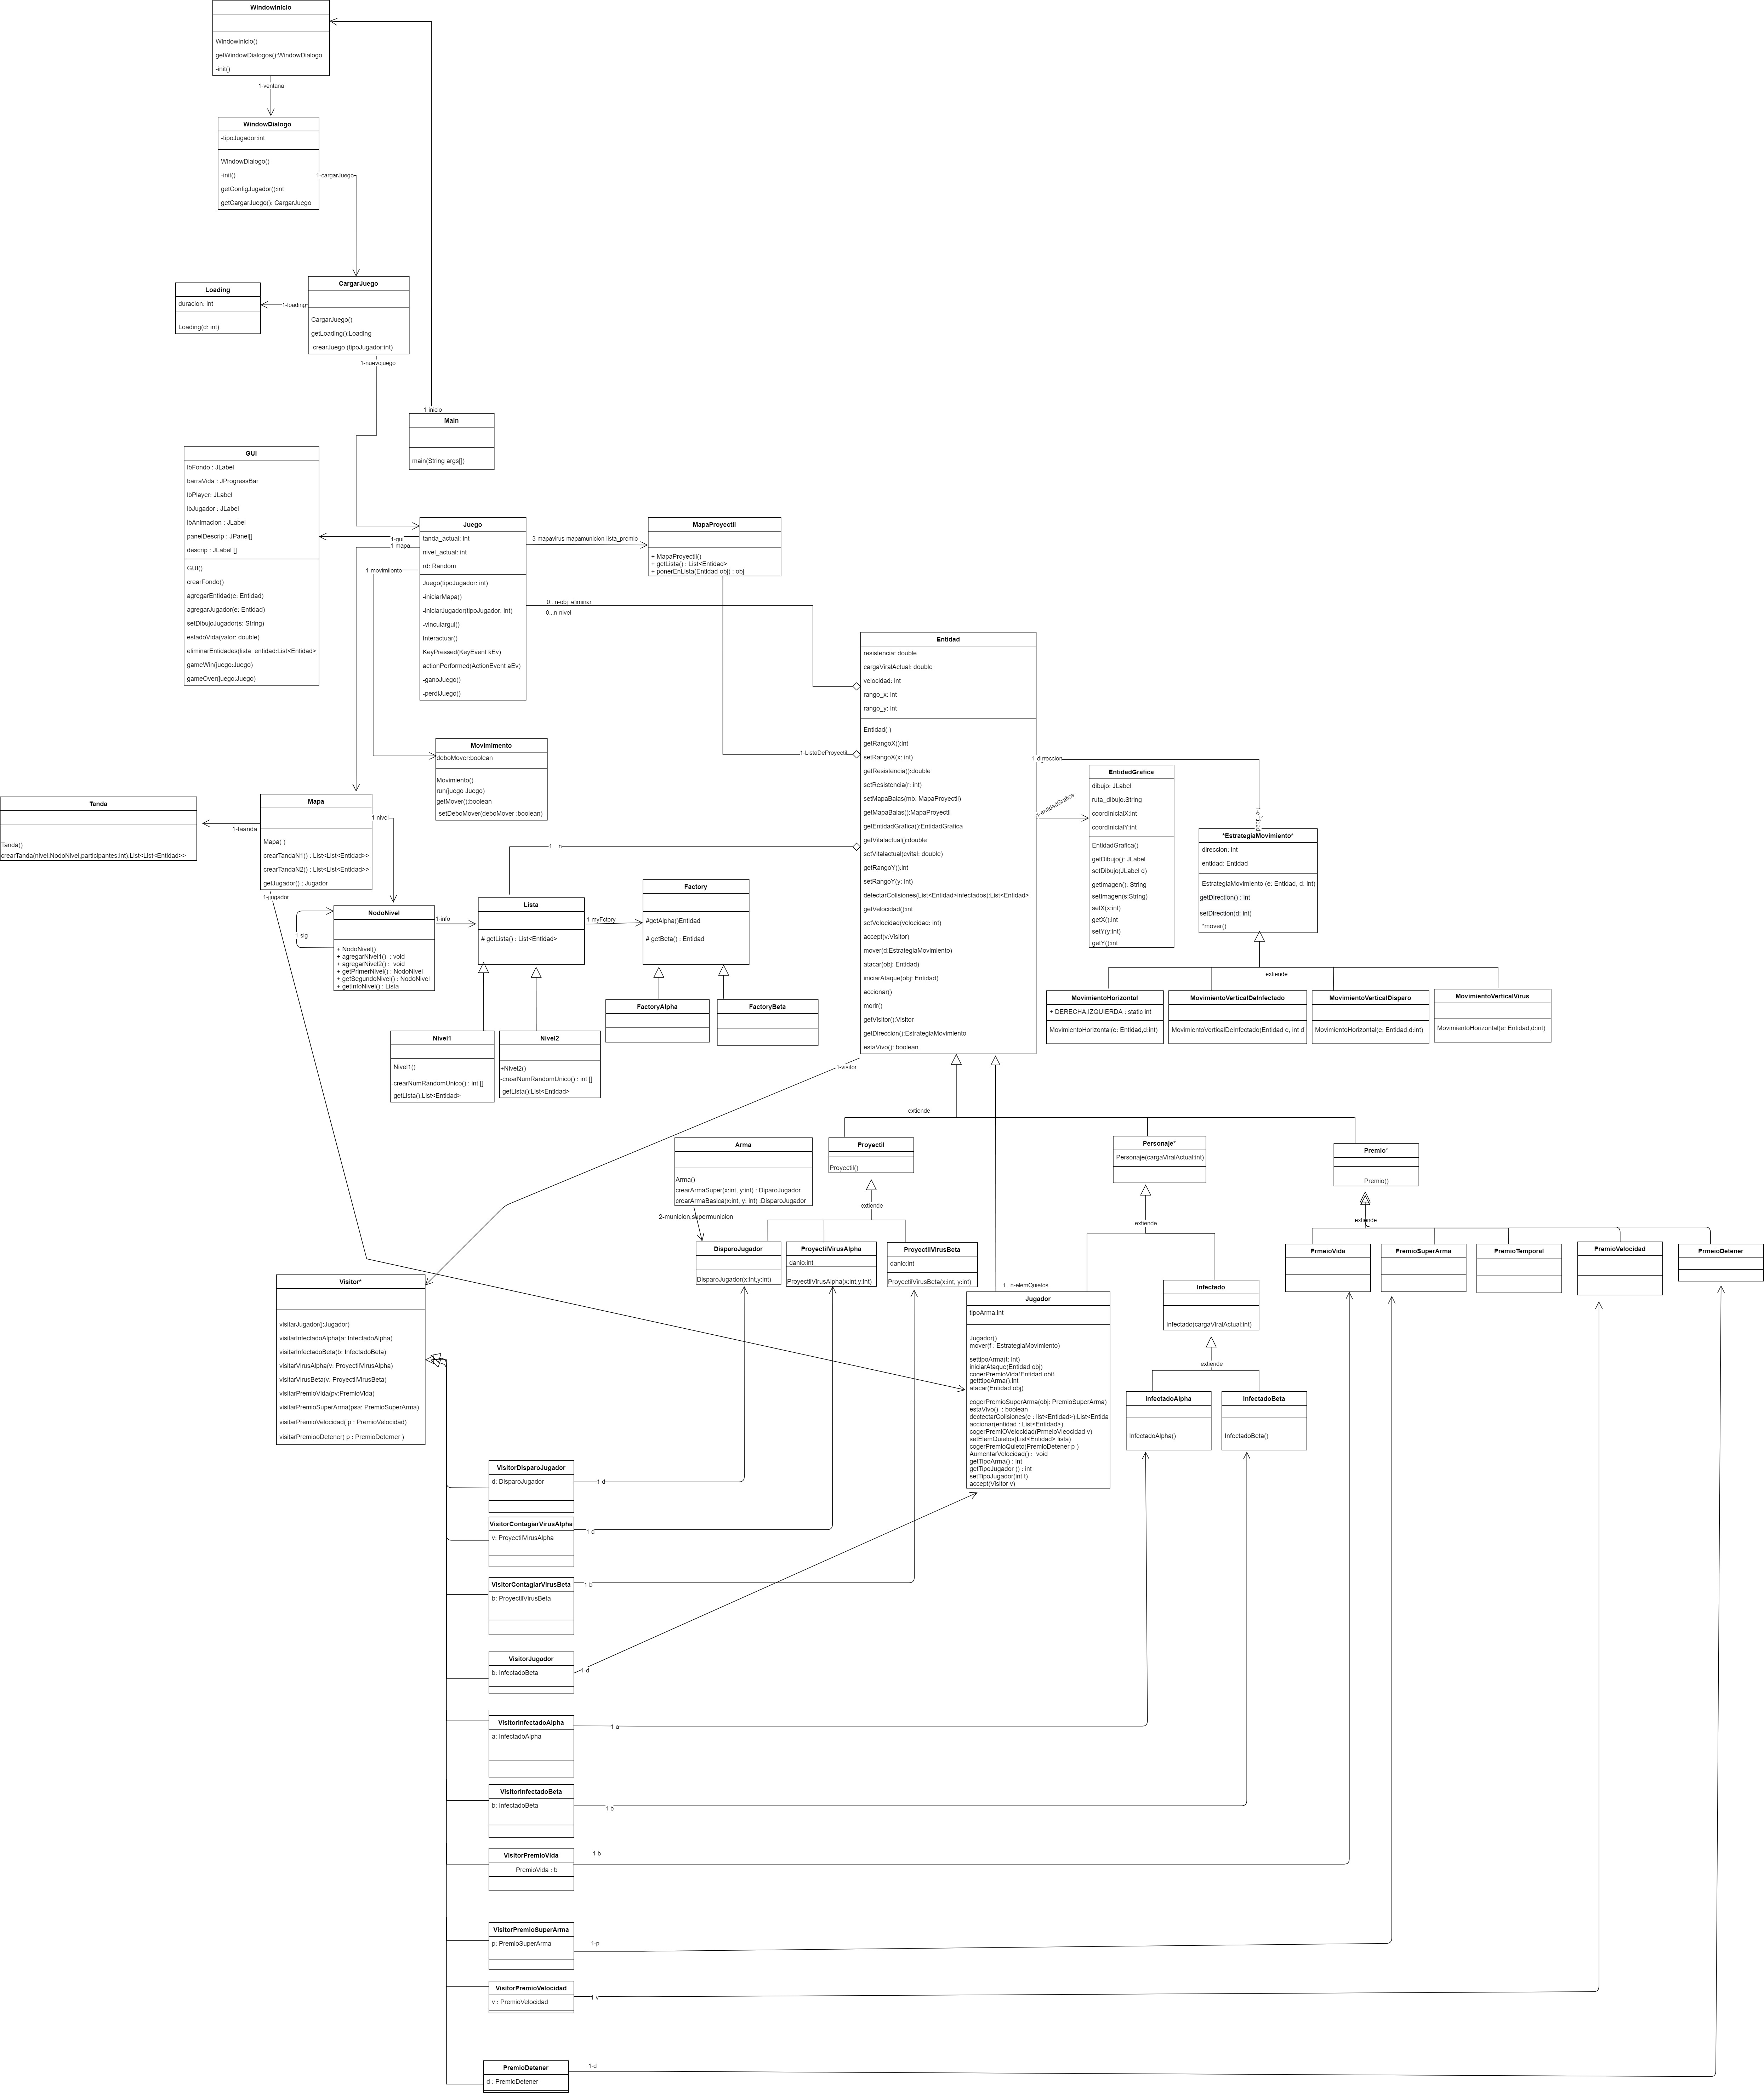 WindowInicio
WindowInicio()
getWindowDialogos():WindowDialogo
-init()
1-ventana
WindowDialogo
-tipoJugador:int
WindowDialogo()
-init()
getConfigJugador():int
getCargarJuego(): CargarJuego
1-cargarJuego
Loading
duracion: int
Loading(d: int)
1-loading
CargarJuego
CargarJuego()
getLoading():Loading
crearJuego (tipoJugador:int)
1-nuevojuego
1-inicio
Main
main(String args[])
GUI
lbFondo : JLabel
barraVida : JProgressBar
lbPlayer: JLabel
lbJugador : JLabel
lbAnimacion : JLabel
panelDescrip : JPanel[]
descrip : JLabel []
GUI()
crearFondo()
agregarEntidad(e: Entidad)
agregarJugador(e: Entidad)
setDibujoJugador(s: String)
estadoVida(valor: double)
eliminarEntidades(lista_entidad:List<Entidad>
gameWin(juego:Juego)
gameOver(juego:Juego)
1-gui
1-mapa
1-movimiento
Juego
tanda_actual: int
nivel_actual: int
rd: Random
Juego(tipoJugador: int)
-iniciarMapa()
-iniciarJugador(tipoJugador: int)
-vinculargui()
Interactuar()
KeyPressed(KeyEvent kEv)
actionPerformed(ActionEvent aEv)
-ganoJuego()
-perdiJuego()
3-mapavirus-mapamunicion-lista_premio
MapaProyectil
+ MapaProyectil()
+ getLista() : List<Entidad>
+ ponerEnLista(Entidad obj) : obj
0...n-obj_eliminar
0...n-nivel
Entidad
resistencia: double
cargaViralActual: double
velocidad: int
rango_x: int
rango_y: int
Entidad( )
getRangoX():int
setRangoX(x: int)
getResistencia():double
setResistencia(r: int)
setMapaBalas(mb: MapaProyectil)
getMapaBalas():MapaProyectil
getEntidadGrafica():EntidadGrafica
getVitalactual():double
setVitalactual(cvital: double)
getRangoY():int
setRangoY(y: int)
detectarColisiones(List<Entidad>infectados):List<Entidad>
getVelocidad():int
setVelocidad(velocidad: int)
accept(v:Visitor)
mover(d:EstrategiaMovimiento)
atacar(obj: Entidad)
iniciarAtaque(obj: Entidad)
accionar()
morir()
getVisitor():Visitor
getDireccion():EstrategiaMovimiento
estaVivo(): boolean
1-ListaDeProyectil
1....n
1-dirreccion
1-entidadGrafica
1-entidad
EntidadGrafica
dibujo: JLabel
ruta_dibujo:String
coordinicialX:int
coordinicialY:int
EntidadGrafica()
getDibujo(): JLabel
setDibujo(JLabel d)
getImagen(): String
setImagen(s:String)
setX(x:int)
getX():int
setY(y:int)
getY():int
*EstrategiaMovimiento*
direccion: int
entidad: Entidad
EstrategiaMovimiento (e: Entidad, d: int)
getDirection() : int
setDirection(d: int)
*mover()
extiende
MovimientoHorizontal
+ DERECHA,IZQUIERDA : static int
MovimientoHorizontal(e: Entidad,d:int)
MovimientoVerticalDeInfectado
MovimientoVerticalDeInfectado(Entidad e, int d
MovimientoVerticalDisparo
MovimientoHorizontal(e: Entidad,d:int)
MovimientoVerticalVirus
MovimientoHorizontal(e: Entidad,d:int)
Movimimento
deboMover:boolean
Movimiento()
run(juego Juego)
getMover():boolean
setDeboMover(deboMover :boolean)
Tanda
Tanda()
crearTanda(nivel:NodoNivel,participantes:int):List<List<Entidad>>
1-taanda
Mapa
Mapa( )
crearTandaN1() : List<List<Entidad>>
crearTandaN2() : List<List<Entidad>>
getJugador() ; Jugador
1-nivel
1-jugador
NodoNivel
+ NodoNivel()
+ agregarNivel1() : void
+ agregarNivel2() : void
+ getPrimerNivel() : NodoNivel
+ getSegundoNivel() : NodoNivel
+ getInfoNivel() : Lista
1-sig
1-info
Lista
# getLista() : List<Entidad>
1-myFctory
Factory
#getAlpha()Entidad
# getBeta() : Entidad
FactoryAlpha
FactoryBeta
Nivel1
Nivel1()
-crearNumRandomUnico() : int []
getLista():List<Entidad>
Nivel2
+Nivel2()
-crearNumRandomUnico() : int []
getLista():List<Entidad>
1-visitor
extiende
Arma
Arma()
crearArmaSuper(x:int, y:int) : DiparoJugador
crearArmaBasica(x:int, y: int) :DisparoJugador
2-municion,supermunicion
Proyectil
Proyectil()
extiende
Personaje*
Personaje(cargaViralActual:int)
extiende
Premio*
Premio()
extiende
DisparoJugador
DisparoJugador(x:int,y:int)
ProyectilVirusAlpha
danio:int
ProyectilVirusAlpha(x:int,y:int)
ProyectilVirusBeta
danio:int
ProyectilVirusBeta(x:int, y:int)
PrmeioVida
PremioSuperArma
PremioTemporal
PremioVelocidad
PrmeioDetener
1...n-elemQuietos
Jugador
tipoArma:int
Jugador()
mover(f : EstrategiaMovimiento)
settipoArma(t: int)
iniciarAtaque(Entidad obj)
cogerPremioVida(Entidad obj)
getttipoArma():int
atacar(Entidad obj)
cogerPremioSuperArma(obj: PremioSuperArma)
estaVivo() : boolean
dectectarColisiones(e : list<Entidad>):List<Entida
accionar(entidad : List<Entidad>)
cogerPremiOVelocidad(PrmeioVleocidad v)
setElemQuietos(List<Entidad> lista)
cogerPremioQuieto(PremioDetener p )
AumentarVelocidad() : void
getTipoArma() : int
getTipoJugador () : int
setTipoJugador(int t)
accept(Visitor v)
Infectado
Infectado(cargaViralActual:int)
extiende
InfectadoAlpha
InfectadoAlpha()
InfectadoBeta
InfectadoBeta()
Visitor*
visitarJugador(j:Jugador)
visitarInfectadoAlpha(a: InfectadoAlpha)
visitarInfectadoBeta(b: InfectadoBeta)
visitarVirusAlpha(v: ProyectilVirusAlpha)
visitarVirusBeta(v: ProyectilVirusBeta)
visitarPremioVida(pv:PremioVida)
visitarPremioSuperArma(psa: PremioSuperArma)
visitarPremioVelocidad( p : PremioVelocidad)
visitarPremiooDetener( p : PremioDeterner )
VisitorDisparoJugador
d: DisparoJugador
1-d
VisitorContagiarVirusAlpha
v: ProyectilVirusAlpha
1-d
VisitorContagiarVirusBeta
b: ProyectilVirusBeta
1-b
VisitorJugador
b: InfectadoBeta
1-d
VisitorInfectadoAlpha
a: InfectadoAlpha
1-a
VisitorInfectadoBeta
b: InfectadoBeta
1-b
VisitorPremioVida
PremioVida : b
1-b
VisitorPremioSuperArma
p: PremioSuperArma
1-p
VisitorPremioVelocidad
v : PremioVelocidad
1-v
PremioDetener
d : PremioDetener
1-d